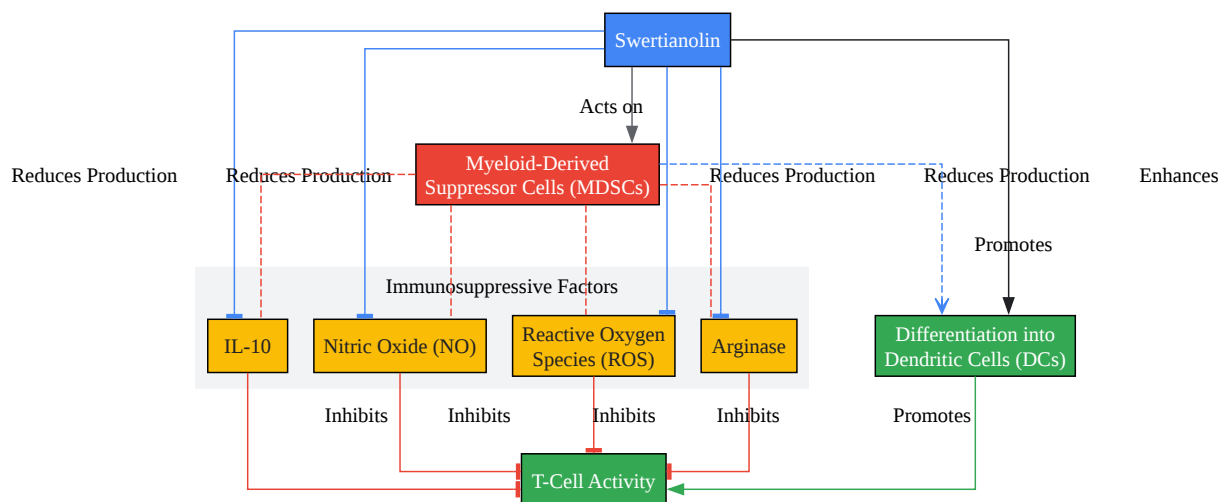 Swertianolin
Acts on
Myeloid-Derived
Suppressor Cells (MDSCs)
Reduces Production
Reduces Production
Reduces Production
Reduces Production
Enhances
Promotes
Immunosuppressive Factors
IL-10
Nitric Oxide (NO)
Reactive Oxygen
Species (ROS)
Arginase
Differentiation into
Dendritic Cells (DCs)
Inhibits
Inhibits
Inhibits
Inhibits
Promotes
T-Cell Activity